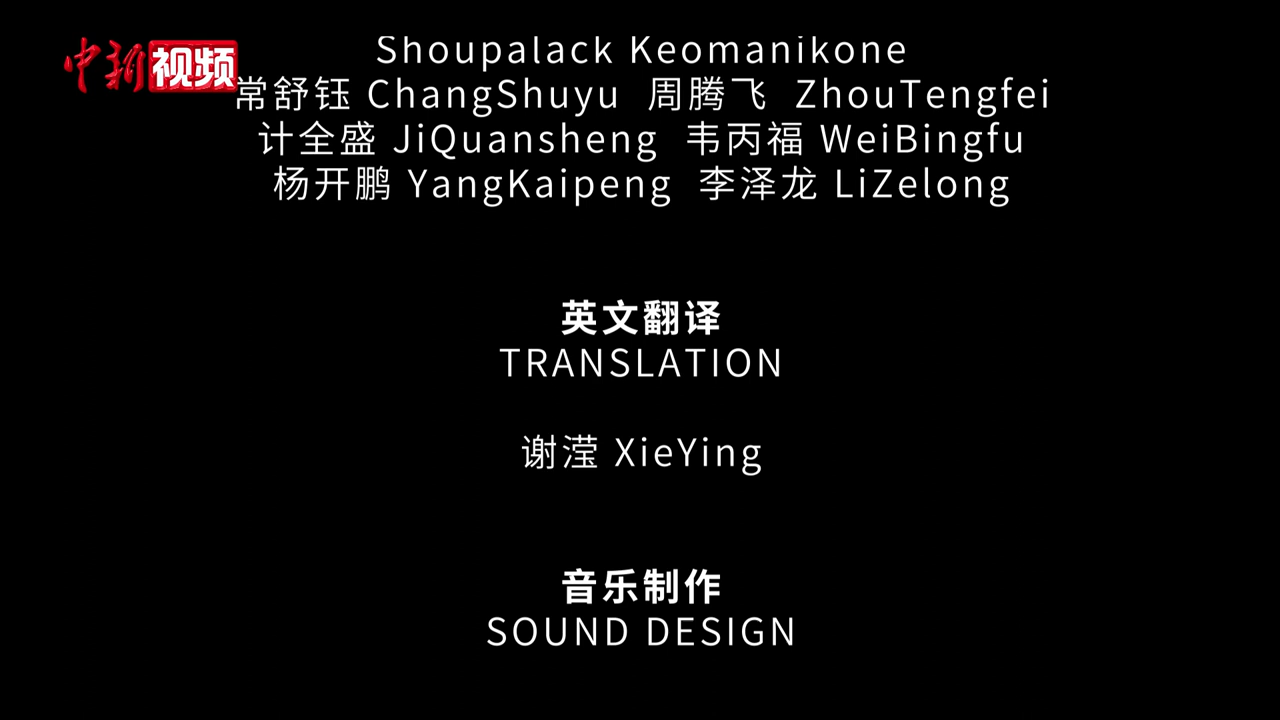 中新视频
Shoupalack Keomanikone
常舒钰 ChangShuyu 周腾飞 ZhouTengfei
计全盛 JiQuansheng 韦丙福 WeiBingfu
杨开鹏 YangKaipeng 李泽龙 LiZelong
英文翻译
TRANSLATION
谢滢 XieYing
音乐制作
SOUND DESIGN